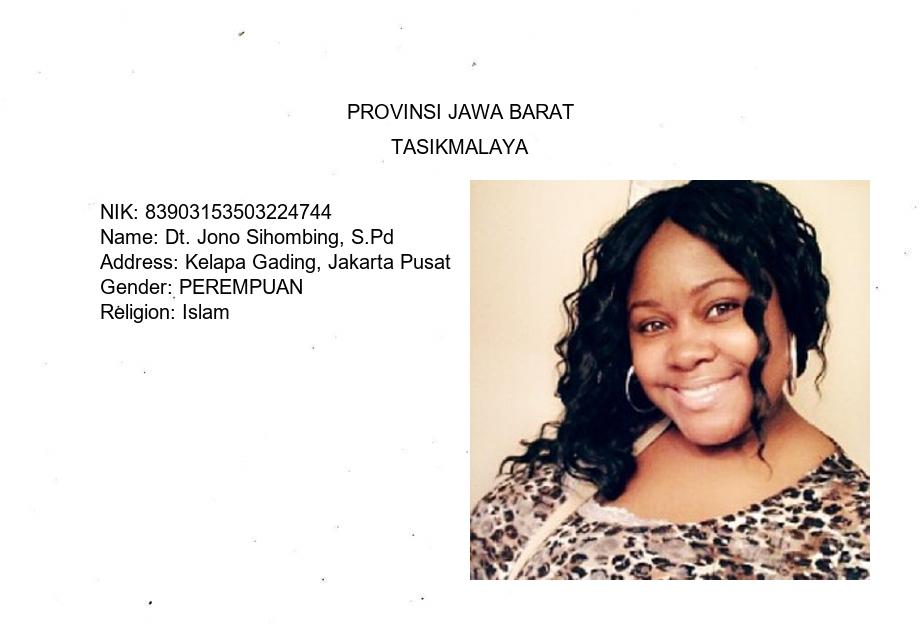 PROVINSI JAWA BARAT
TASIKMALAYA
NIK: 83903153503224744
Name: Dt. Jono Sihombing, S.Pd
Address: Kelapa Gading, Jakarta Pusat
Gender: PEREMPUAN
Religion: Islam